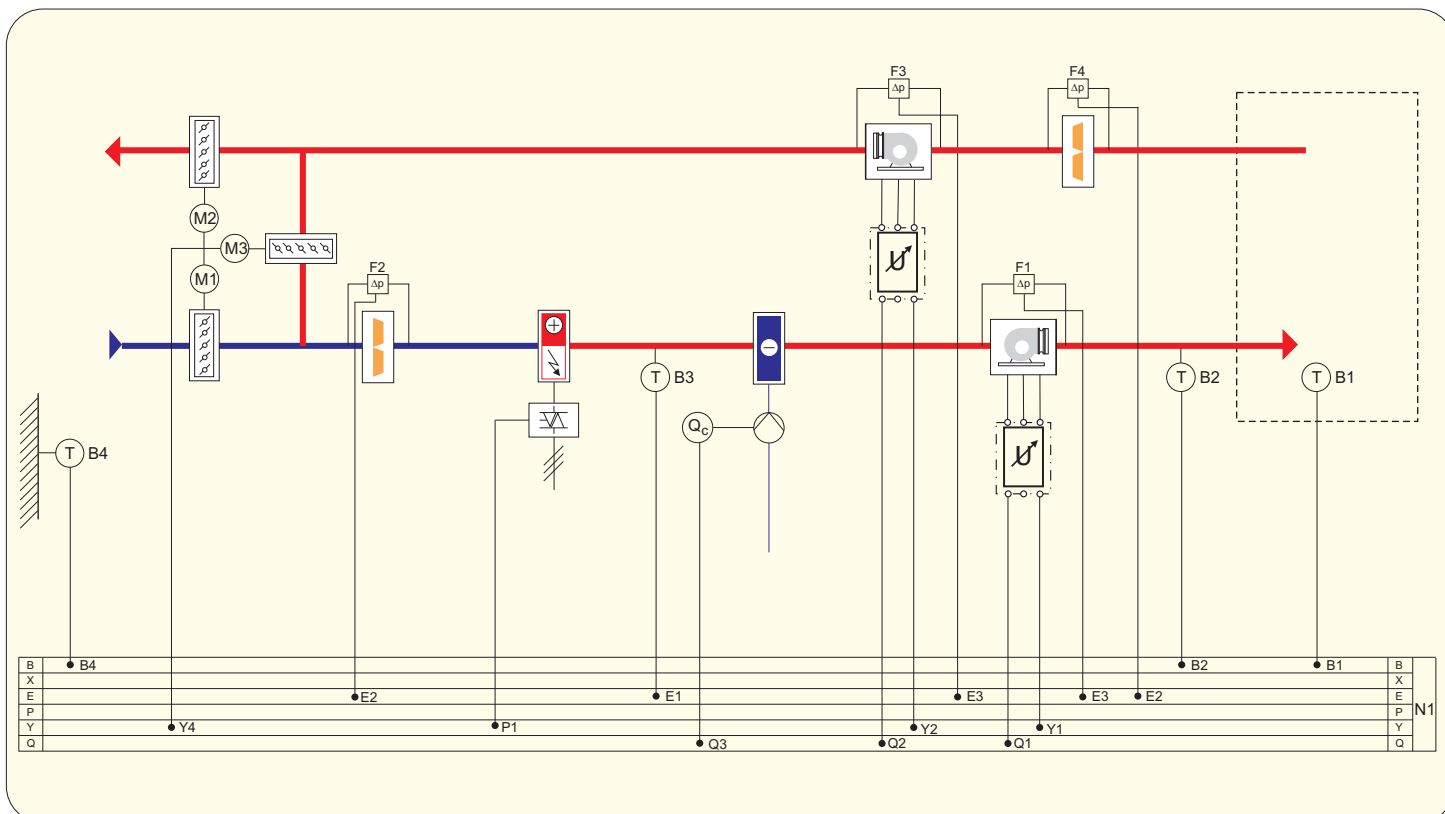 F3 F4
Δp Δp
M2
M3
M1
F2 F1
Δp Δp
U
T B3 T B2 T B1
Qc
T B4
U
B B4 B2 B1 B
X X
E E2 E1 E3 E3 E2 E
P P
N1
Y Y4 P1 Y2 Y1 Y
Q Q3 Q2 Q1 Q